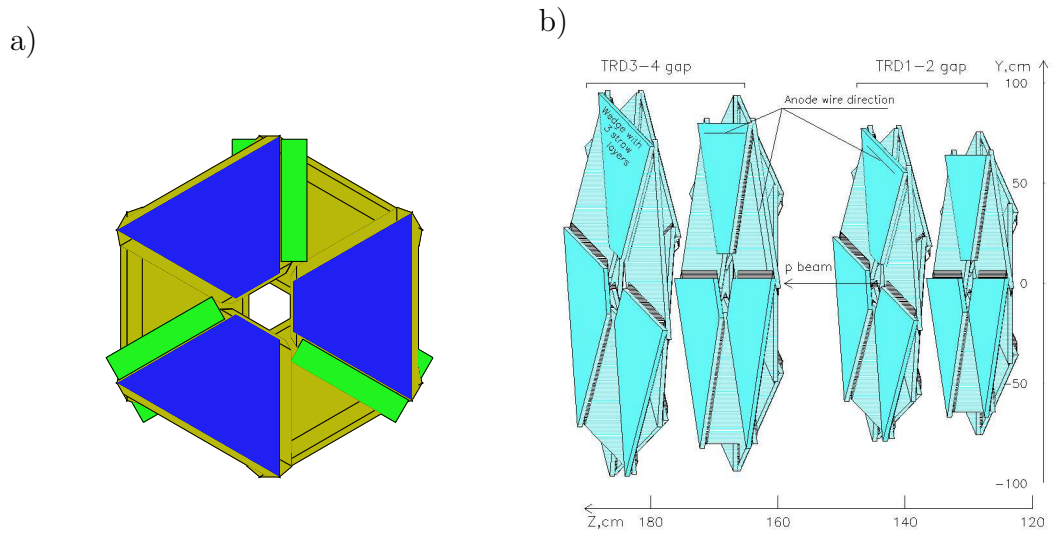 a)
b)
TRD3-4 gap
TRD1-2 gap
Y,cm
100
Anode wire direction
Wedge with
3 straw
layers
50
p beam
0
-50
-100
Z,cm
180
160
140
120